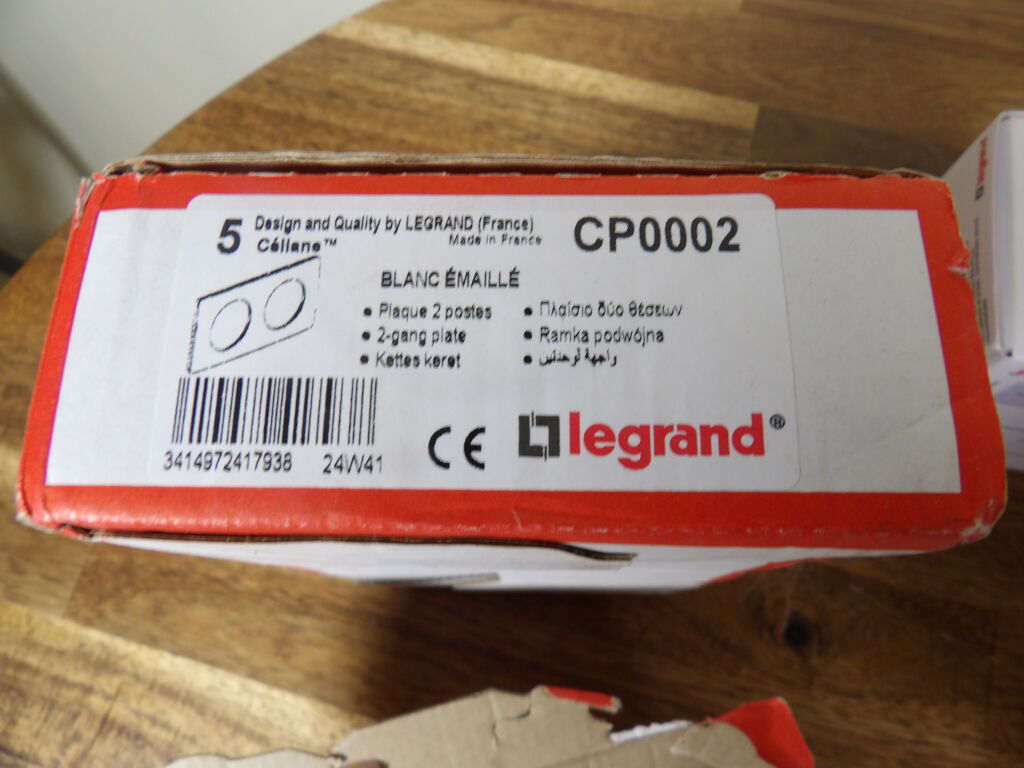 5 Design and Quality by LEGRAND (France)
Céliane™ Made in France
CP0002
BLANC ÉMAILLÉ
• Plaque 2 postes
• 2-gang plate
• Kettes keret
• Πλαίσιο δύο θέσεων
• Ramka podwójna
• واجهة لوحدتين
3414972417938 24W41
CE
legrand®
legrand